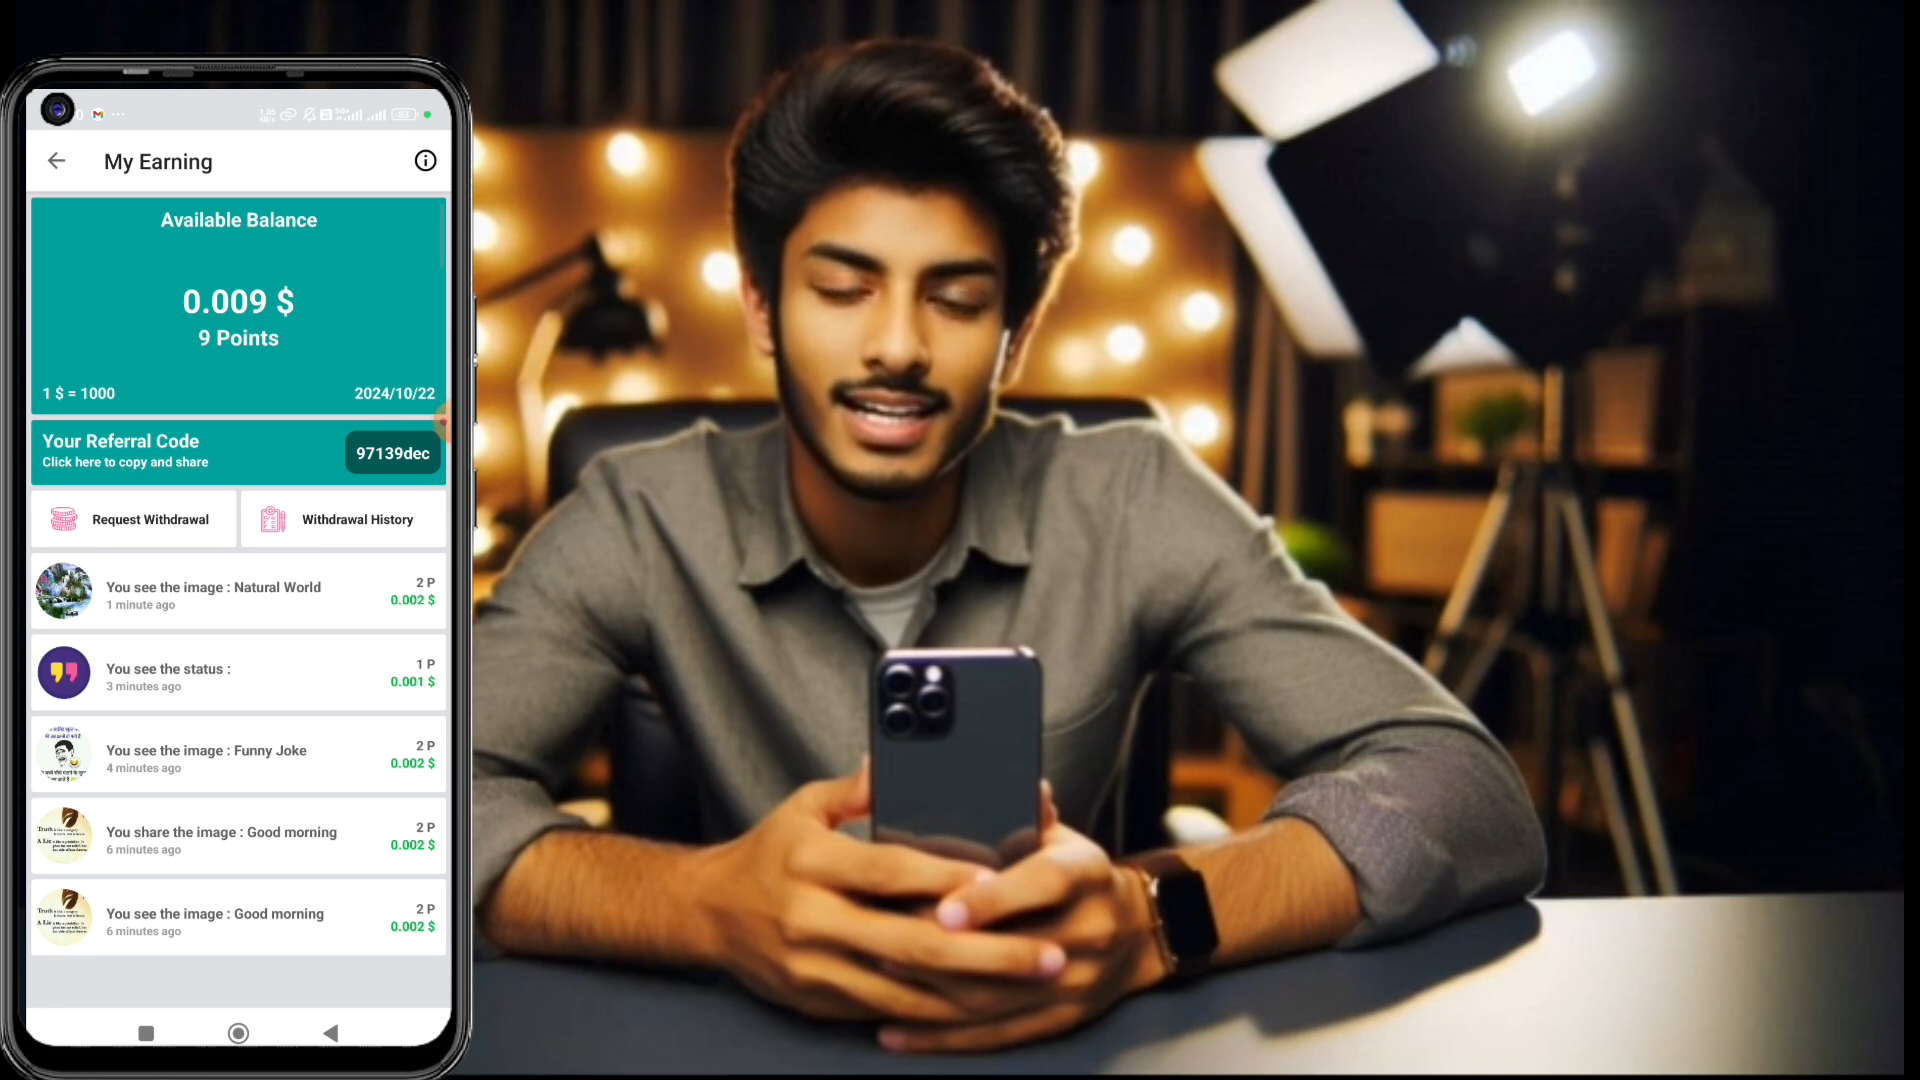 My Earning
Available Balance
0.009 $
9 Points
1 $ = 1000
2024/10/22
Your Referral Code
Click here to copy and share
97139dec
Request Withdrawal
Withdrawal History
You see the image : Natural World
1 minute ago
2 P
0.002 $
You see the status :
3 minutes ago
1 P
0.001 $
You see the image : Funny Joke
4 minutes ago
2 P
0.002 $
You share the image : Good morning
6 minutes ago
2 P
0.002 $
You see the image : Good morning
6 minutes ago
2 P
0.002 $